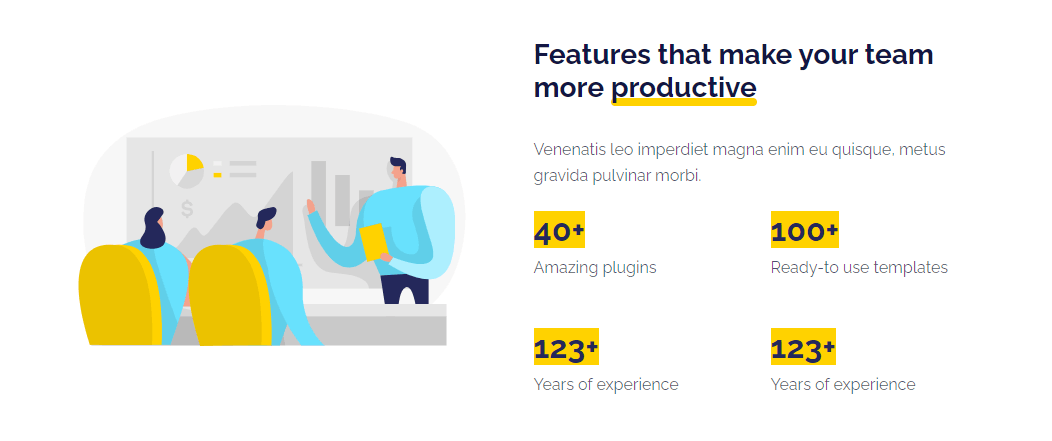 Features that make your team
more productive
Venenatis leo imperdiet magna enim eu quisque, metus
gravida pulvinar morbi.
$
40+
Amazing plugins
100+
Ready-to use templates
123+
Years of experience
123+
Years of experience